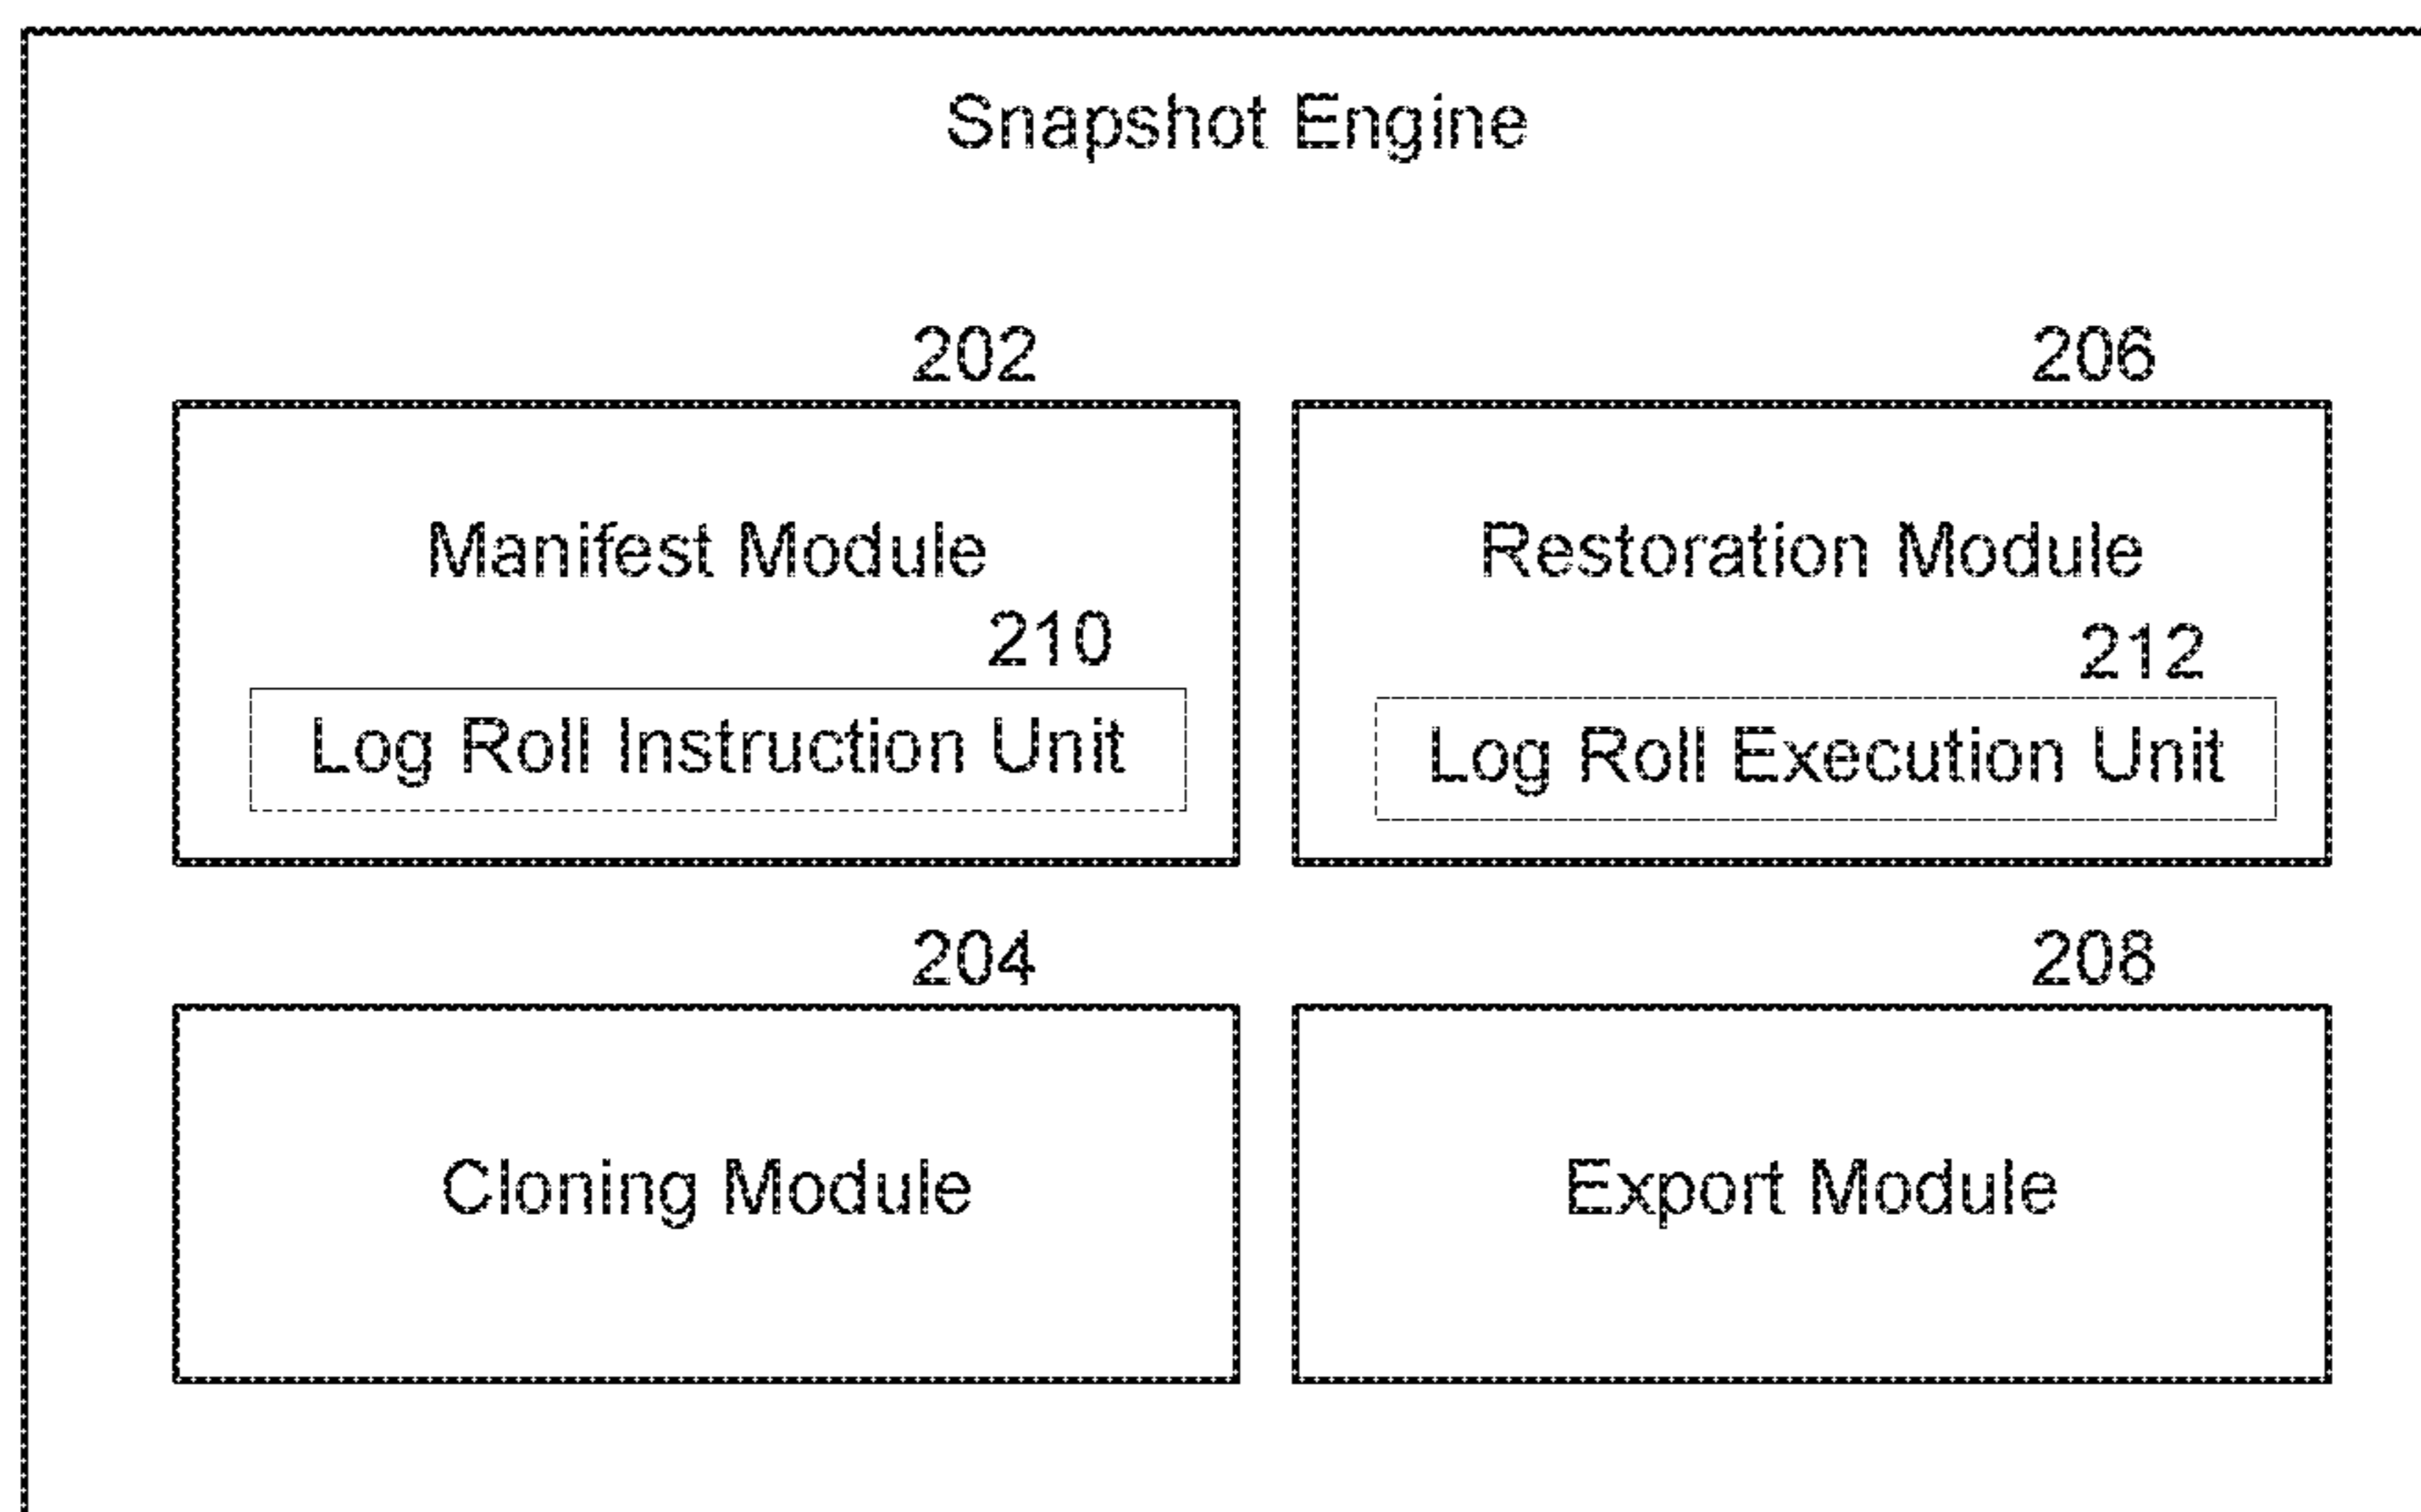 Snapshot Engine
202
Manifest Module
210
Log Roll Instruction Unit
206
Restoration Module
212
Log Roll Execution Unit
204
Cloning Module
208
Export Module